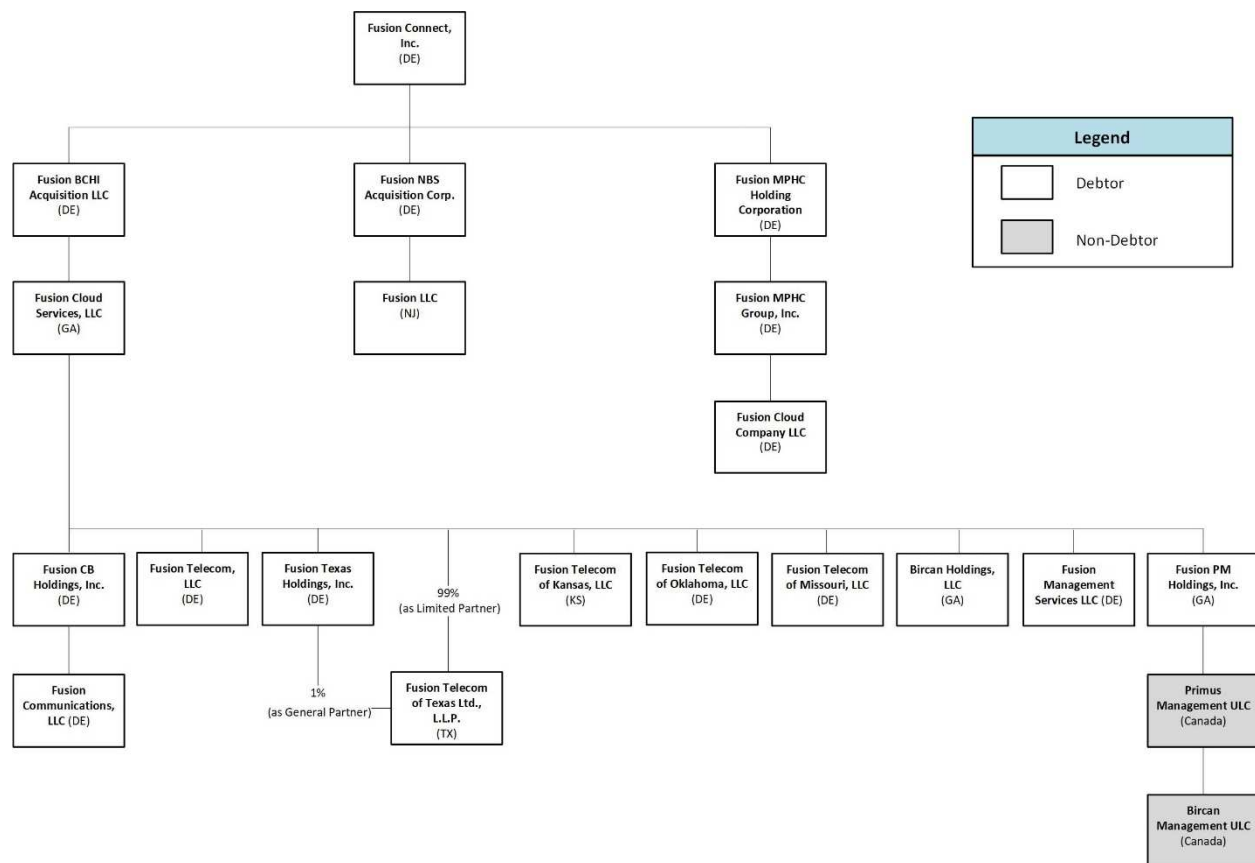 Fusion Connect,
Inc.
(DE)
Legend
Debtor
Non-Debtor
Fusion BCHI
Acquisition LLC
(DE)
Fusion NBS
Acquisition Corp.
(DE)
Fusion MPHC
Holding
Corporation
(DE)
Fusion Cloud
Services, LLC
(GA)
Fusion LLC
(NJ)
Fusion MPHC
Group, Inc.
(DE)
Fusion Cloud
Company LLC
(DE)
Fusion CB
Holdings, Inc.
(DE)
Fusion Telecom,
LLC
(DE)
Fusion Texas
Holdings, Inc.
(DE)
99%
(as Limited Partner)
Fusion Telecom
of Kansas, LLC
(KS)
Fusion Telecom
of Oklahoma, LLC
(DE)
Fusion Telecom
of Missouri, LLC
(DE)
Bircan Holdings,
LLC
(GA)
Fusion
Management
Services LLC (DE)
Fusion PM
Holdings, Inc.
(GA)
Fusion
Communications,
LLC (DE)
1%
(as General Partner)
Fusion Telecom
of Texas Ltd.,
L.L.P.
(TX)
Primus
Management ULC
(Canada)
Bircan
Management ULC
(Canada)